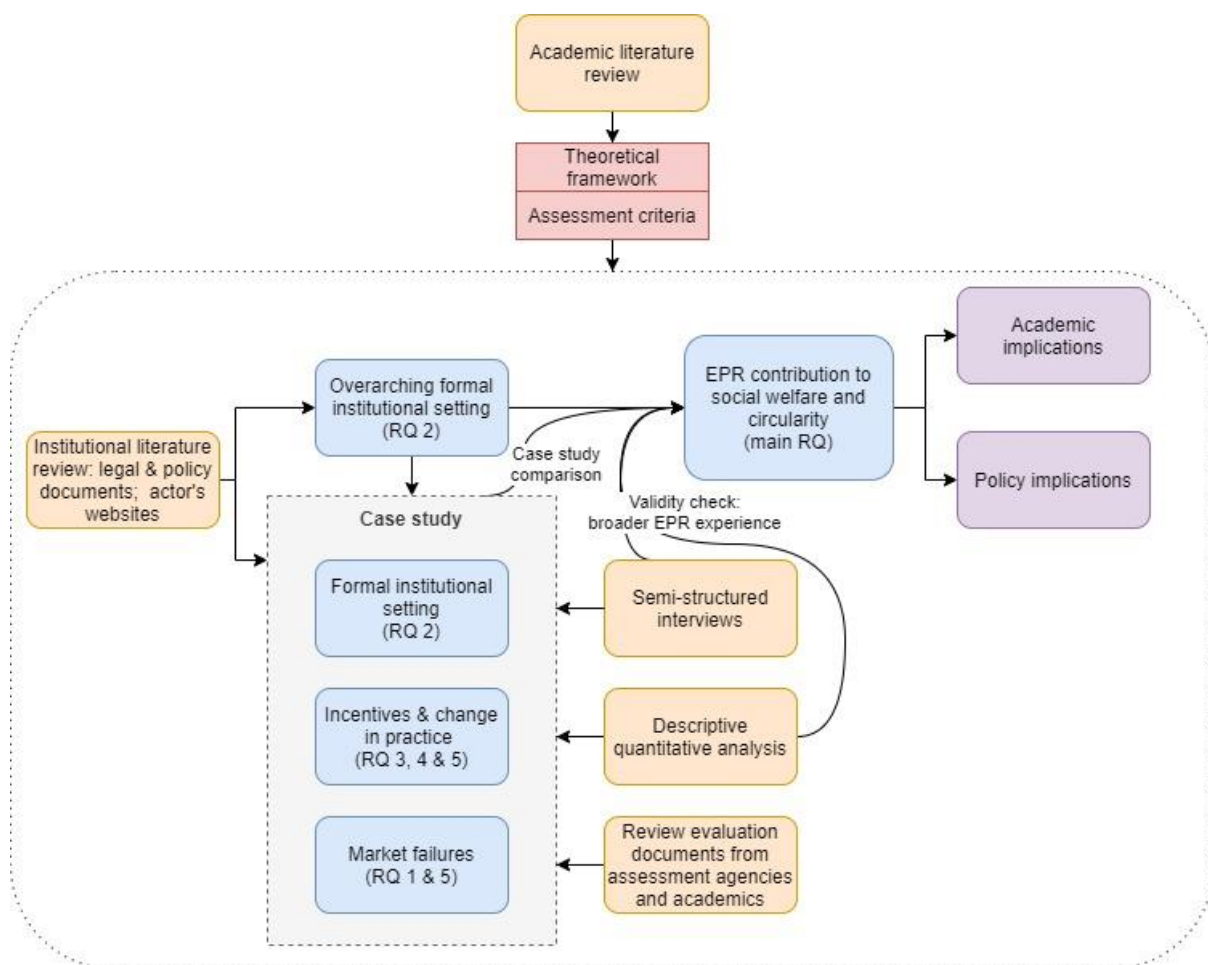 Academic literature
review
Theoretical
framework
Assessment criteria
Academic
implications
Overarching formal
institutional setting
(RQ 2)
EPR contribution to
social welfare and
circularity
(main RQ)
Institutional literature
review: legal & policy
documents;  actor's
websites
Case study
comparison
Policy implications
Validity check:
broader EPR experience
Case study
Formal institutional
setting
(RQ 2)
Semi-structured
interviews
Incentives & change
in practice
(RQ 3, 4 & 5)
Descriptive
quantitative analysis
Market failures
(RQ 1 & 5)
Review evaluation
documents from
assessment agencies
and academics